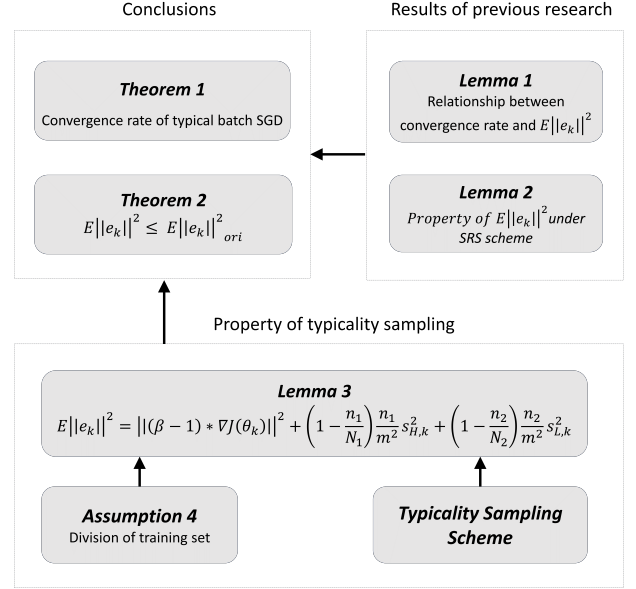 Conclusions
Theorem 1
Convergence rate of typical batch SGD
Theorem 2
E||e_k||^2 ≤ E||e_k||^2_{ori}
Results of previous research
Lemma 1
Relationship between
convergence rate and E||e_k||^2
Lemma 2
Property of E||e_k||^2 under
SRS scheme
Property of typicality sampling
Lemma 3
E||e_k||^2 = ||(β − 1) ∗ ∇J(θ_k)||^2 + (1 − n_1/N_1) n_1/m^2 s^2_{H,k} + (1 − n_2/N_2) n_2/m^2 s^2_{L,k}
Assumption 4
Division of training set
Typicality Sampling
Scheme